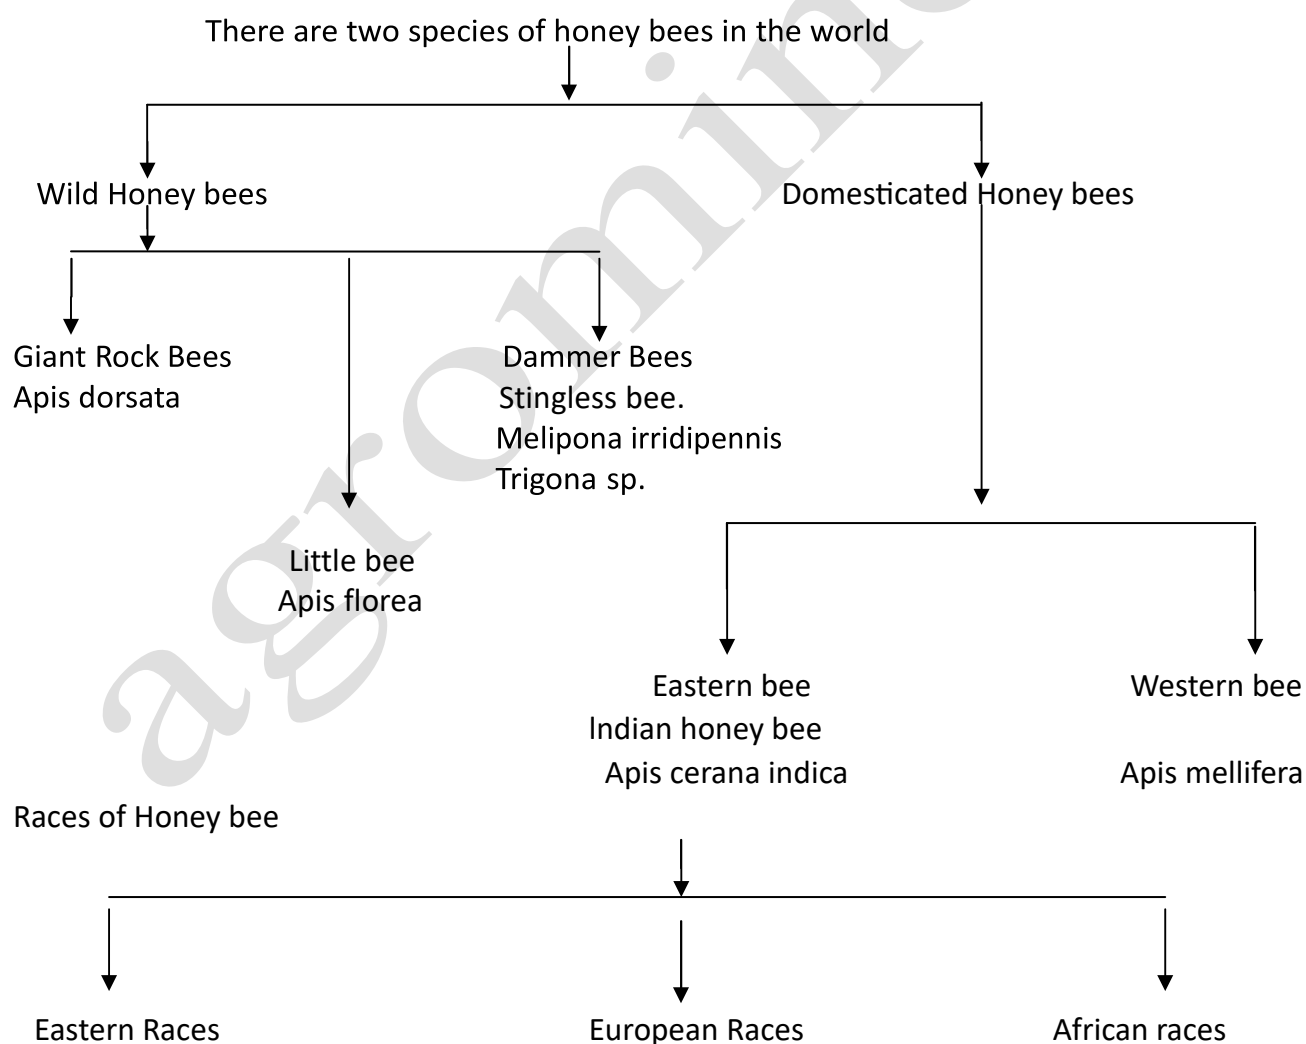 There are two species of honey bees in the world
Wild Honey bees
Domesticated Honey bees
Giant Rock Bees
Apis dorsata
Dammer Bees
Stingless bee.
Melipona irridipennis
Trigona sp.
Little bee
Apis florea
Eastern bee
Indian honey bee
Apis cerana indica
Western bee
Apis mellifera
Races of Honey bee
Eastern Races
European Races
African races
agromin